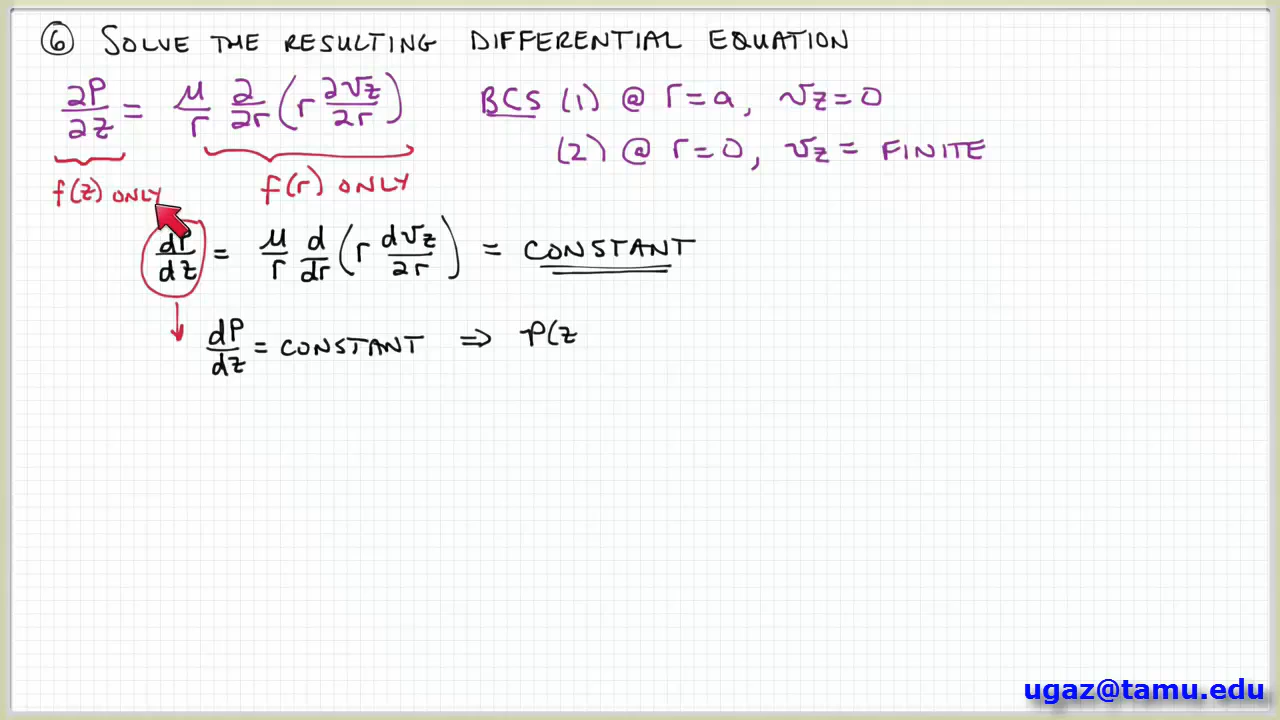 ⑥ SOLVE THE RESULTING DIFFERENTIAL EQUATION
∂P/∂z = μ/r ∂/∂r (r ∂vz/∂r) BCS (1) @ r=a, vz=0
(2) @ r=0, vz = FINITE
f(z) ONLY f(r) ONLY
dP/dz = μ/r d/dr (r dvz/∂r) = CONSTANT
dP/dz = CONSTANT ⇒ P(z
ugaz@tamu.edu